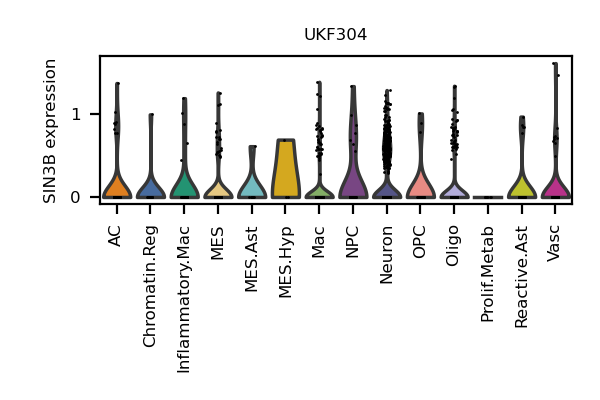 UKF304
SIN3B expression
1
0
AC
Chromatin.Reg
Inflammatory.Mac
MES
MES.Ast
MES.Hyp
Mac
NPC
Neuron
OPC
Oligo
Prolif.Metab
Reactive.Ast
Vasc